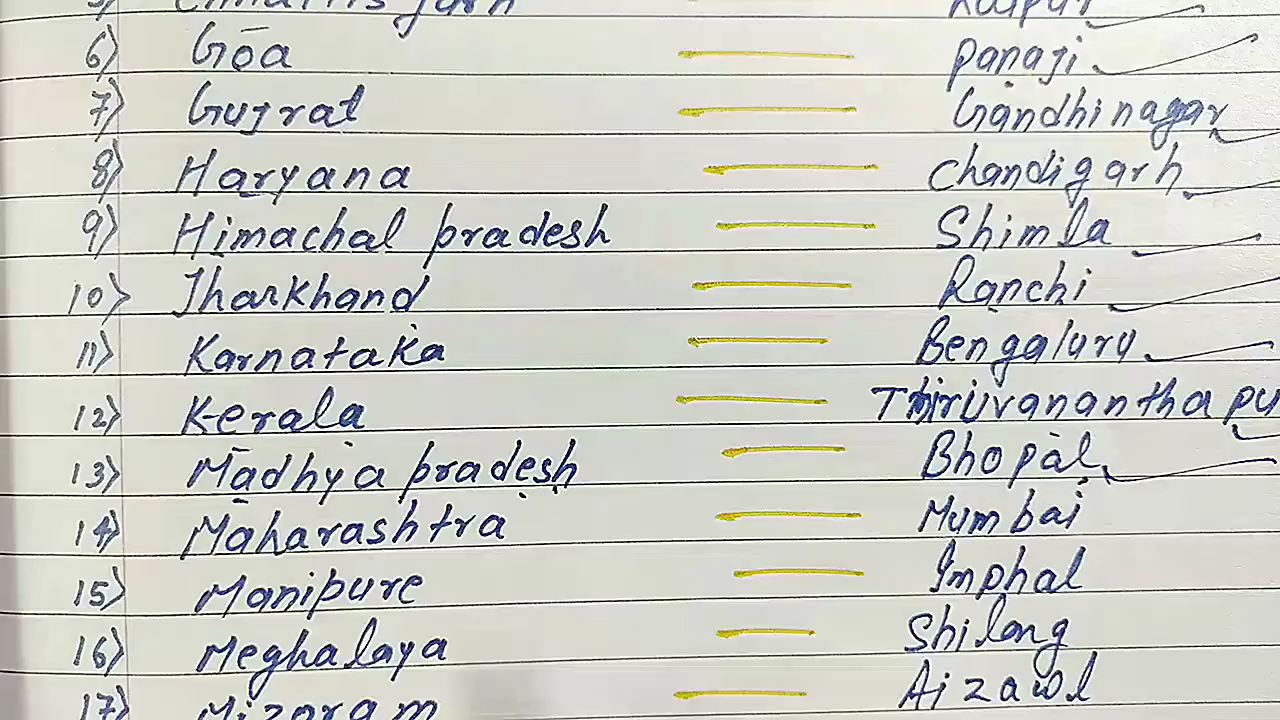 6) Goa — Panaji
7) Gujrat — Gandhinagar
8) Haryana — Chandigarh
9) Himachal pradesh — Shimla
10) Jharkhand — Ranchi
11) Karnataka — Bengaluru
12) Kerala — Thiruvananthapu
13) Madhya pradesh — Bhopal
14) Maharashtra — Mumbai
15) Manipure — Imphal
16) Meghalaya — Shilong
17) Mizoram — Aizawl